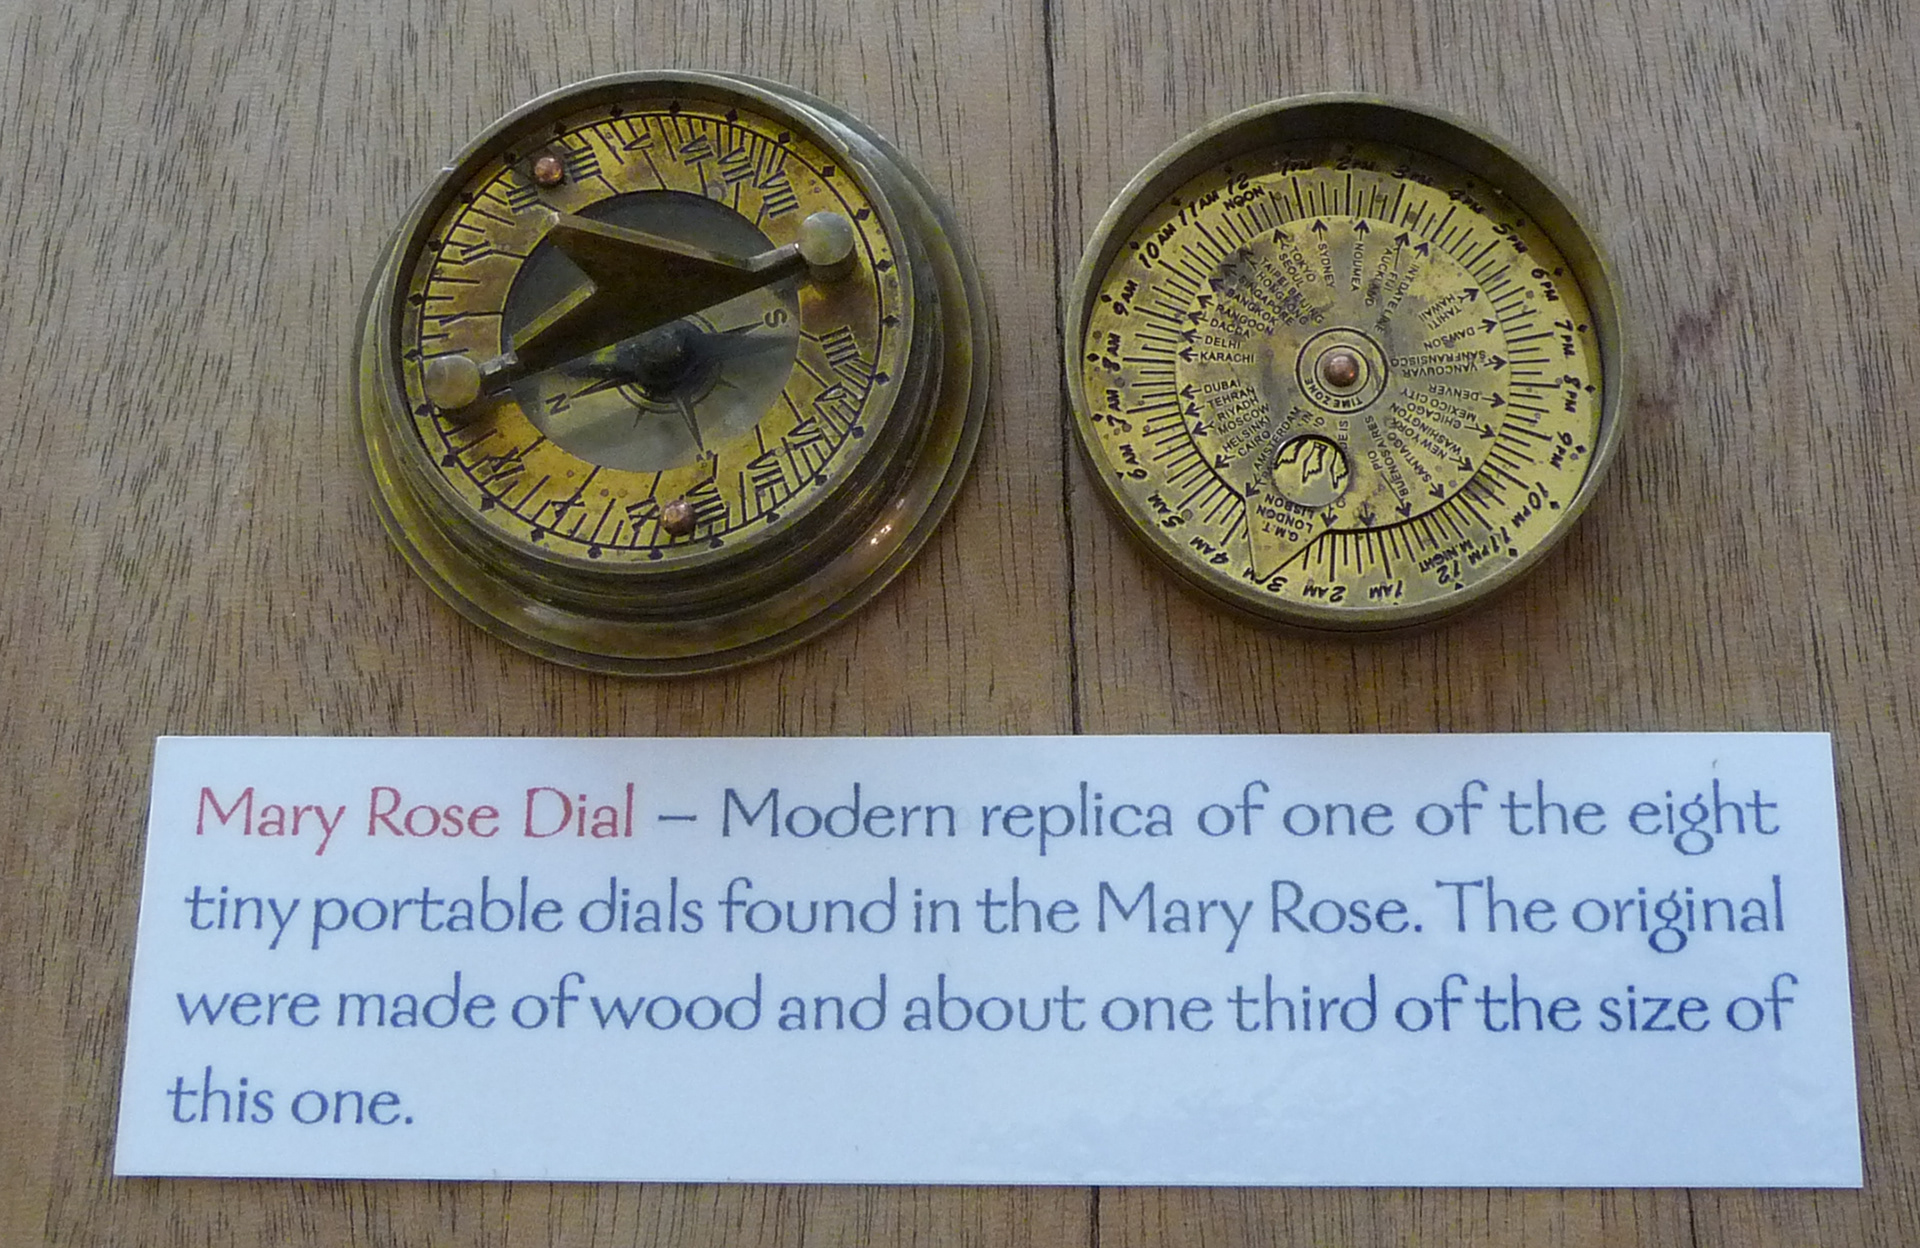 S
N
12 NOON
1 PM
2 PM
3 PM
4 PM
5 PM
6 PM
7 PM
8 PM
9 PM
10 PM
11 PM
12 M.NIGHT
1 AM
2 AM
3
4 AM
5 AM
6 AM
7 AM
8 AM
9 AM
10 AM
11 AM
TOKYO
SEOUL
SYDNEY
NOUMEA
AUCKLAND
INT DATE LINE
TAHITI
HAWAII
DAWSON
SANFRANSISCO
VANCOUVAR
DENVER
MEXICO CITY
CHICAGO
WASHINGTON
NEW YORK
SANTIAGO
BUENOS AIRES
RIO
LISBON
LONDON
G.M.T.
CAIRO
HELSINKI
MOSCOW
RIYADH
TEHRAN
DUBAI
KARACHI
DELHI
DACCA
RANGOON
BANGKOK
SINGAPORE
HONGKONG
TAIPEI BEIJING
TIME ZONE
Mary Rose Dial – Modern replica of one of the eight
tiny portable dials found in the Mary Rose. The original
were made of wood and about one third of the size of
this one.